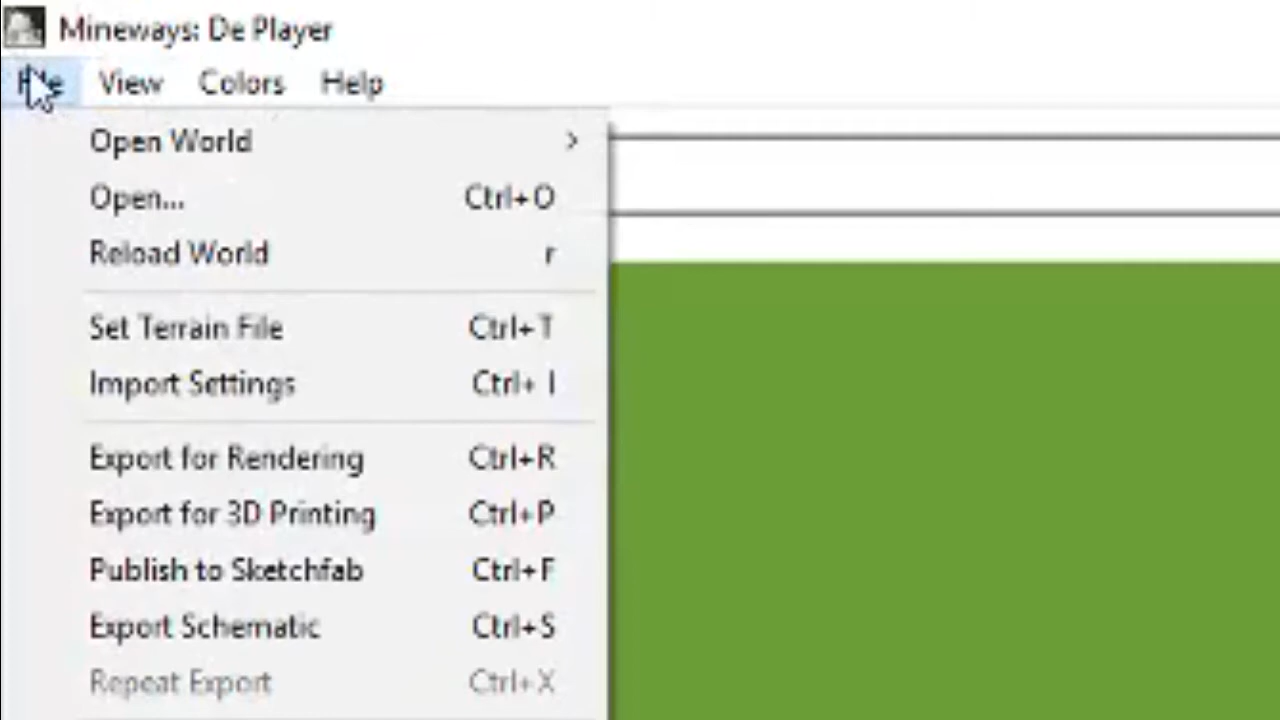 Mineways: De Player
File View Colors Help
Open World >
Open... Ctrl+O
Reload World r
Set Terrain File Ctrl+T
Import Settings Ctrl+ I
Export for Rendering Ctrl+R
Export for 3D Printing Ctrl+P
Publish to Sketchfab Ctrl+F
Export Schematic Ctrl+S
Repeat Export Ctrl+X